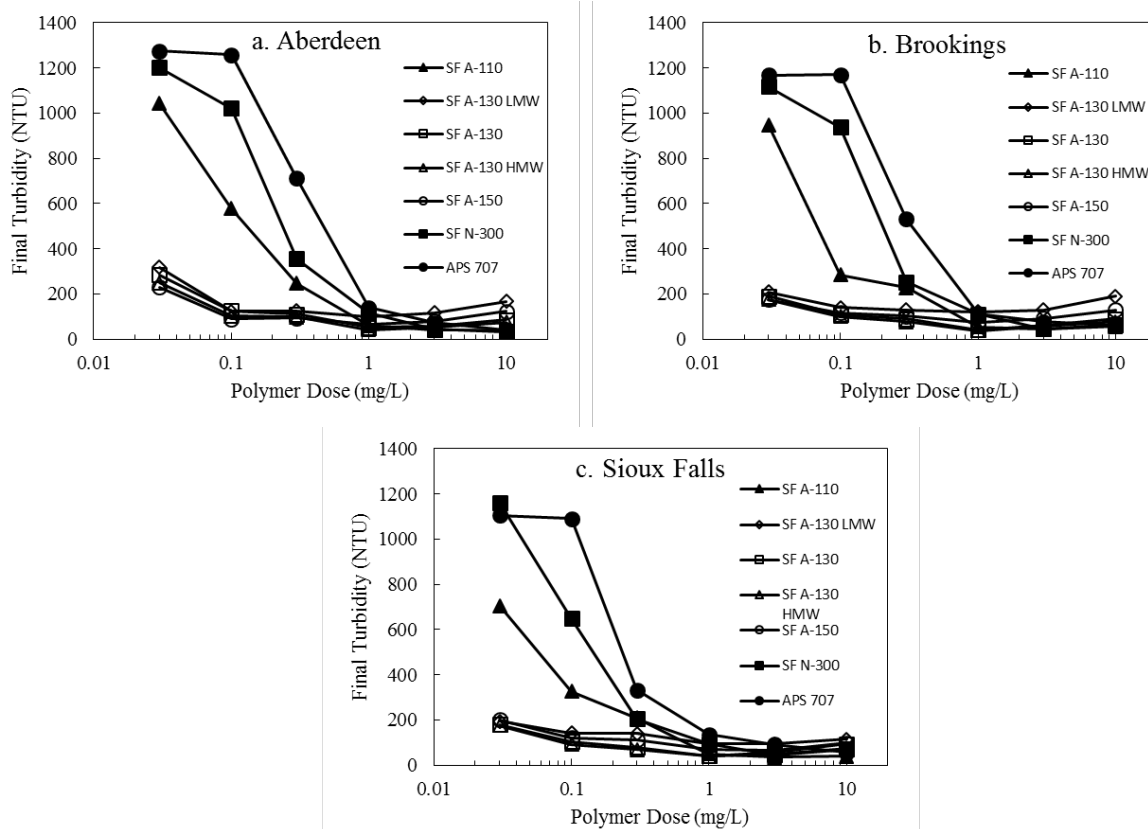 a. Aberdeen
Final Turbidity (NTU)
1400
1200
1000
800
600
400
200
0
0.01
0.1
1
10
Polymer Dose (mg/L)
SF A-110
SF A-130 LMW
SF A-130
SF A-130 HMW
SF A-150
SF N-300
APS 707
b. Brookings
Final Turbidity (NTU)
1400
1200
1000
800
600
400
200
0
0.01
0.1
1
10
Polymer Dose (mg/L)
SF A-110
SF A-130 LMW
SF A-130
SF A-130 HMW
SF A-150
SF N-300
APS 707
c. Sioux Falls
Final Turbidity (NTU)
1400
1200
1000
800
600
400
200
0
0.01
0.1
1
10
Polymer Dose (mg/L)
SF A-110
SF A-130 LMW
SF A-130
SF A-130
HMW
SF A-150
SF N-300
APS 707